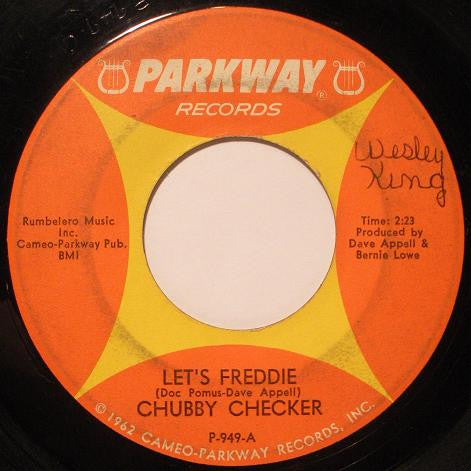 PARKWAY®
RECORDS
Wesley
King
Rumbelero Music
Inc.
Cameo-Parkway Pub.
BMI
Time: 2:23
Produced by
Dave Appell &
Bernie Lowe
LET'S FREDDIE
(Doc Pomus-Dave Appell)
CHUBBY CHECKER
P-949-A
©1962 CAMEO-PARKWAY RECORDS, INC.